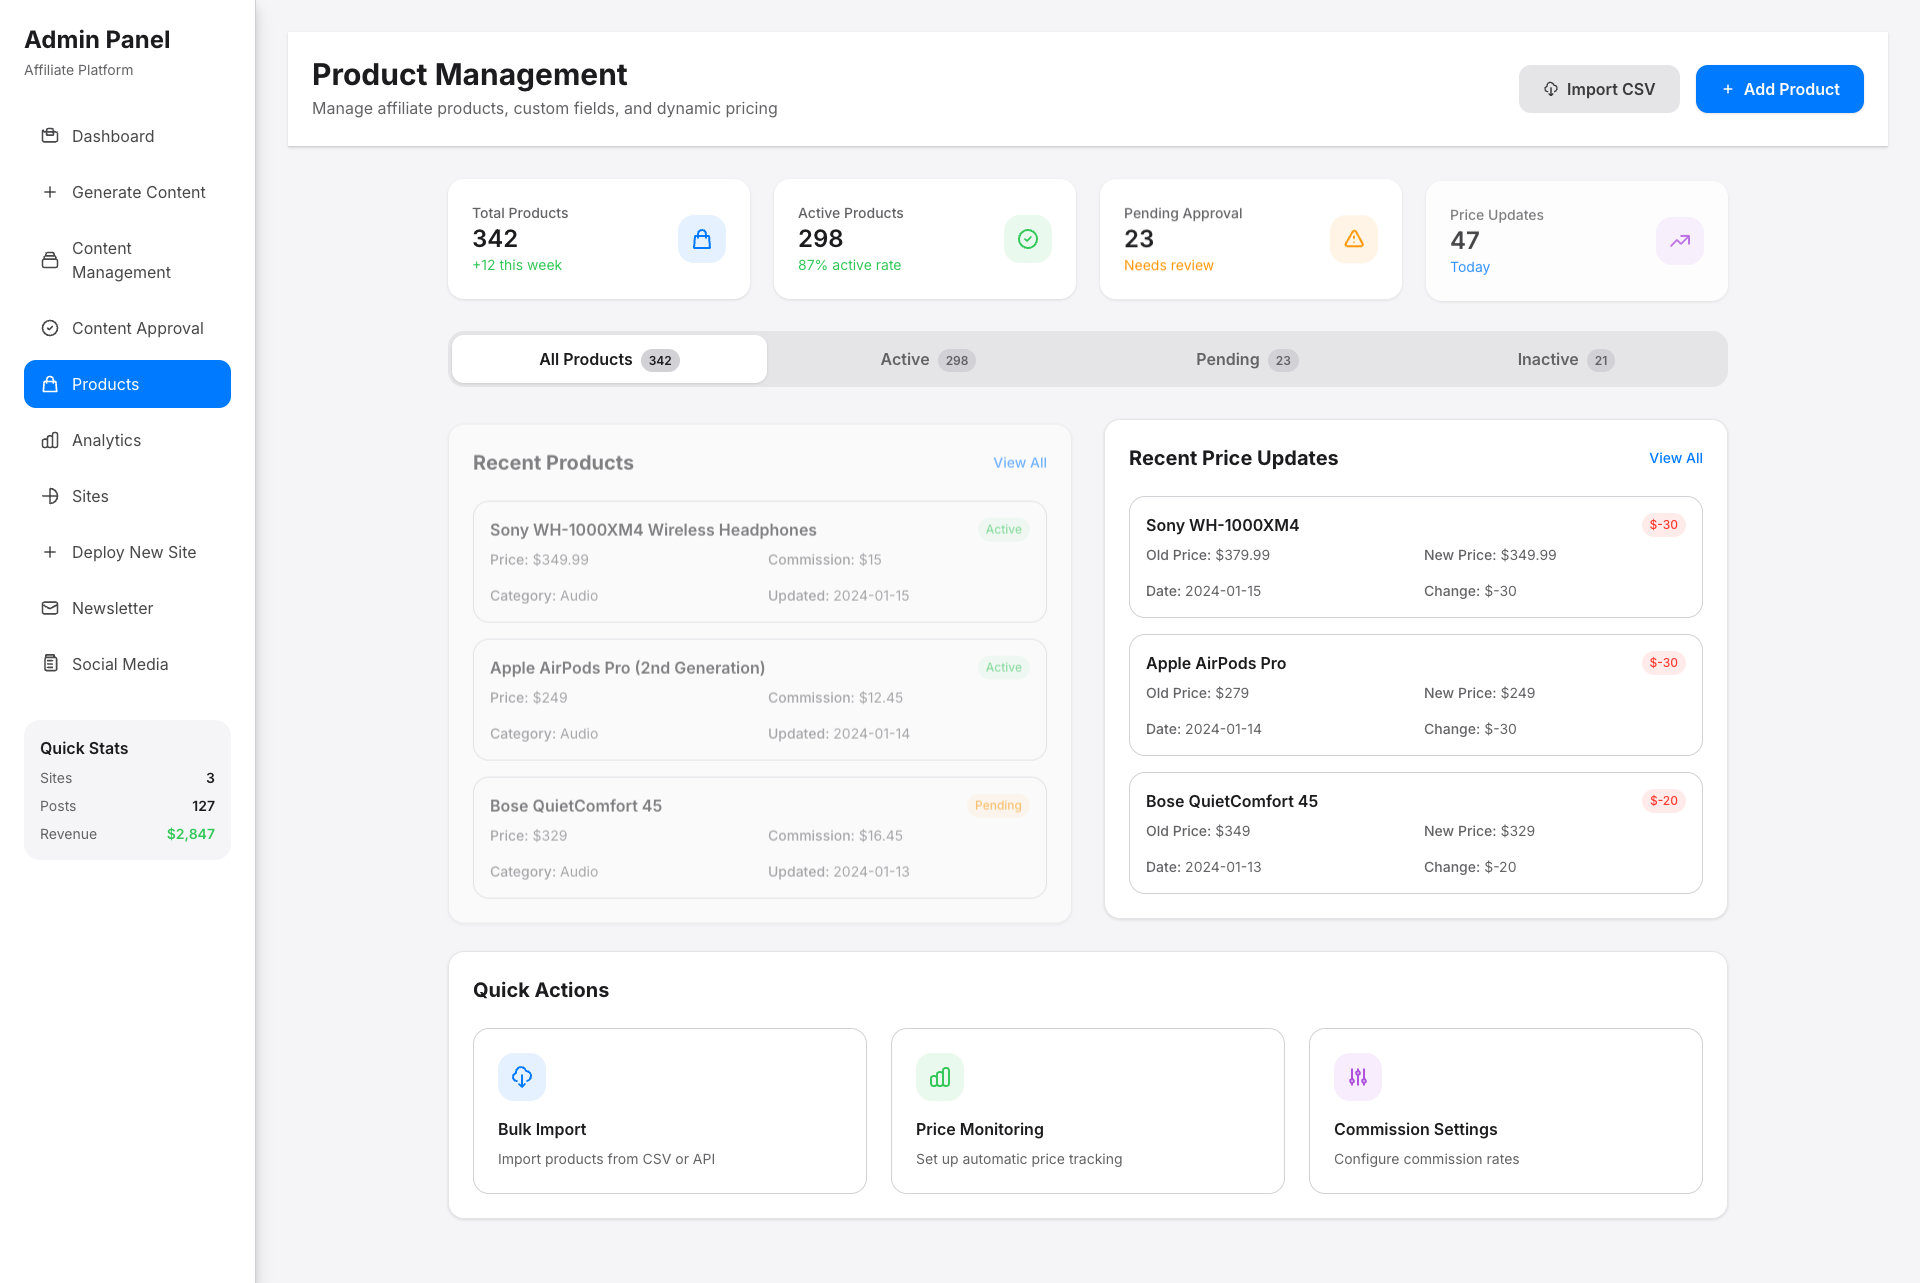 Admin Panel
Affiliate Platform
Dashboard
Generate Content
Content
Management
Content Approval
Products
Analytics
Sites
Deploy New Site
Newsletter
Social Media
Quick Stats
Sites 3
Posts 127
Revenue $2,847
Product Management
Manage affiliate products, custom fields, and dynamic pricing
Import CSV
Add Product
Total Products
342
+12 this week
Active Products
298
87% active rate
Pending Approval
23
Needs review
Price Updates
47
Today
All Products 342
Active 298
Pending 23
Inactive 21
Recent Products View All
Sony WH-1000XM4 Wireless Headphones Active
Price: $349.99 Commission: $15
Category: Audio Updated: 2024-01-15
Apple AirPods Pro (2nd Generation) Active
Price: $249 Commission: $12.45
Category: Audio Updated: 2024-01-14
Bose QuietComfort 45 Pending
Price: $329 Commission: $16.45
Category: Audio Updated: 2024-01-13
Recent Price Updates View All
Sony WH-1000XM4 $-30
Old Price: $379.99 New Price: $349.99
Date: 2024-01-15 Change: $-30
Apple AirPods Pro $-30
Old Price: $279 New Price: $249
Date: 2024-01-14 Change: $-30
Bose QuietComfort 45 $-20
Old Price: $349 New Price: $329
Date: 2024-01-13 Change: $-20
Quick Actions
Bulk Import
Import products from CSV or API
Price Monitoring
Set up automatic price tracking
Commission Settings
Configure commission rates